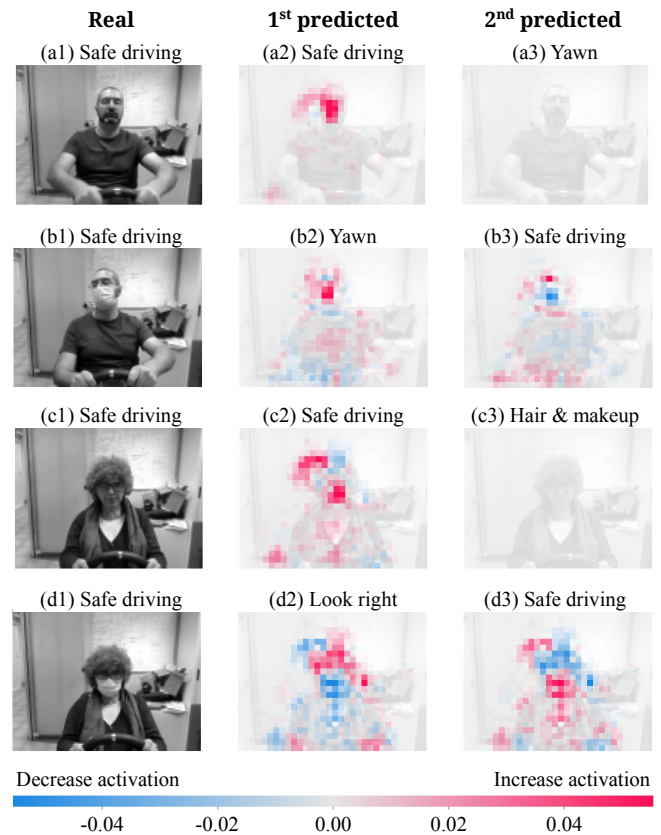 Real 1st predicted 2nd predicted
(a1) Safe driving (a2) Safe driving (a3) Yawn
(b1) Safe driving (b2) Yawn (b3) Safe driving
(c1) Safe driving (c2) Safe driving (c3) Hair & makeup
(d1) Safe driving (d2) Look right (d3) Safe driving
Decrease activation Increase activation
-0.04 -0.02 0.00 0.02 0.04